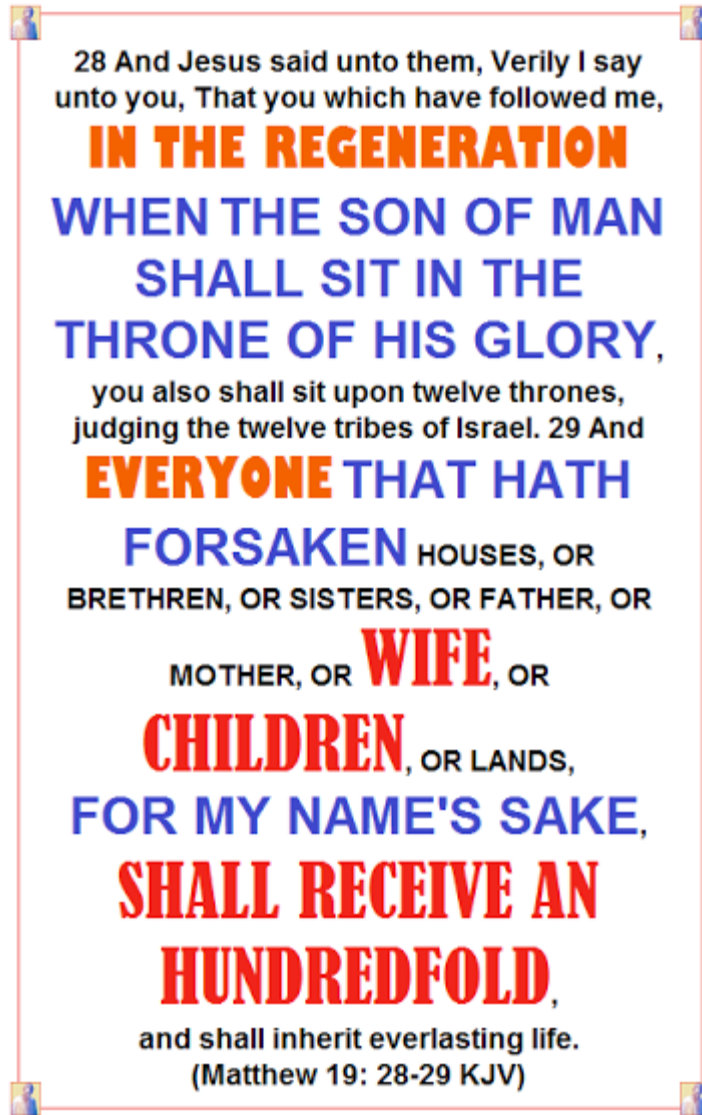 28 And Jesus said unto them, Verily I say
unto you, That you which have followed me,
IN THE REGENERATION
WHEN THE SON OF MAN
SHALL SIT IN THE
THRONE OF HIS GLORY,
you also shall sit upon twelve thrones,
judging the twelve tribes of Israel. 29 And
EVERYONE THAT HATH
FORSAKEN HOUSES, OR
BRETHREN, OR SISTERS, OR FATHER, OR
MOTHER, OR WIFE, OR
CHILDREN, OR LANDS,
FOR MY NAME'S SAKE,
SHALL RECEIVE AN
HUNDREDFOLD,
and shall inherit everlasting life.
(Matthew 19: 28-29 KJV)